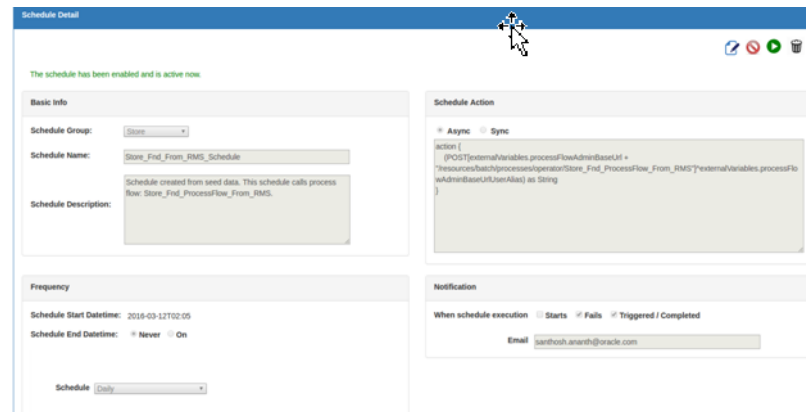 Schedule Detail
The schedule has been enabled and is active now.
Basic Info
Schedule Group:
Store
Schedule Name:
Store_Fnd_From_RMS_Schedule
Schedule Description:
Schedule created from seed data. This schedule calls process
flow: Store_Fnd_ProcessFlow_From_RMS.
Schedule Action
Async Sync
action {
(POST[externalVariables.processFlowAdminBaseUrl +
"/resources/batch/processes/operator/Store_Fnd_ProcessFlow_From_RMS"]^externalVariables.processFlo
wAdminBaseUrlUserAlias) as String
}
Frequency
Schedule Start Datetime: 2016-03-12T02:05
Schedule End Datetime: Never On
Schedule Daily
Notification
When schedule execution Starts Fails Triggered / Completed
Email santhosh.ananth@oracle.com